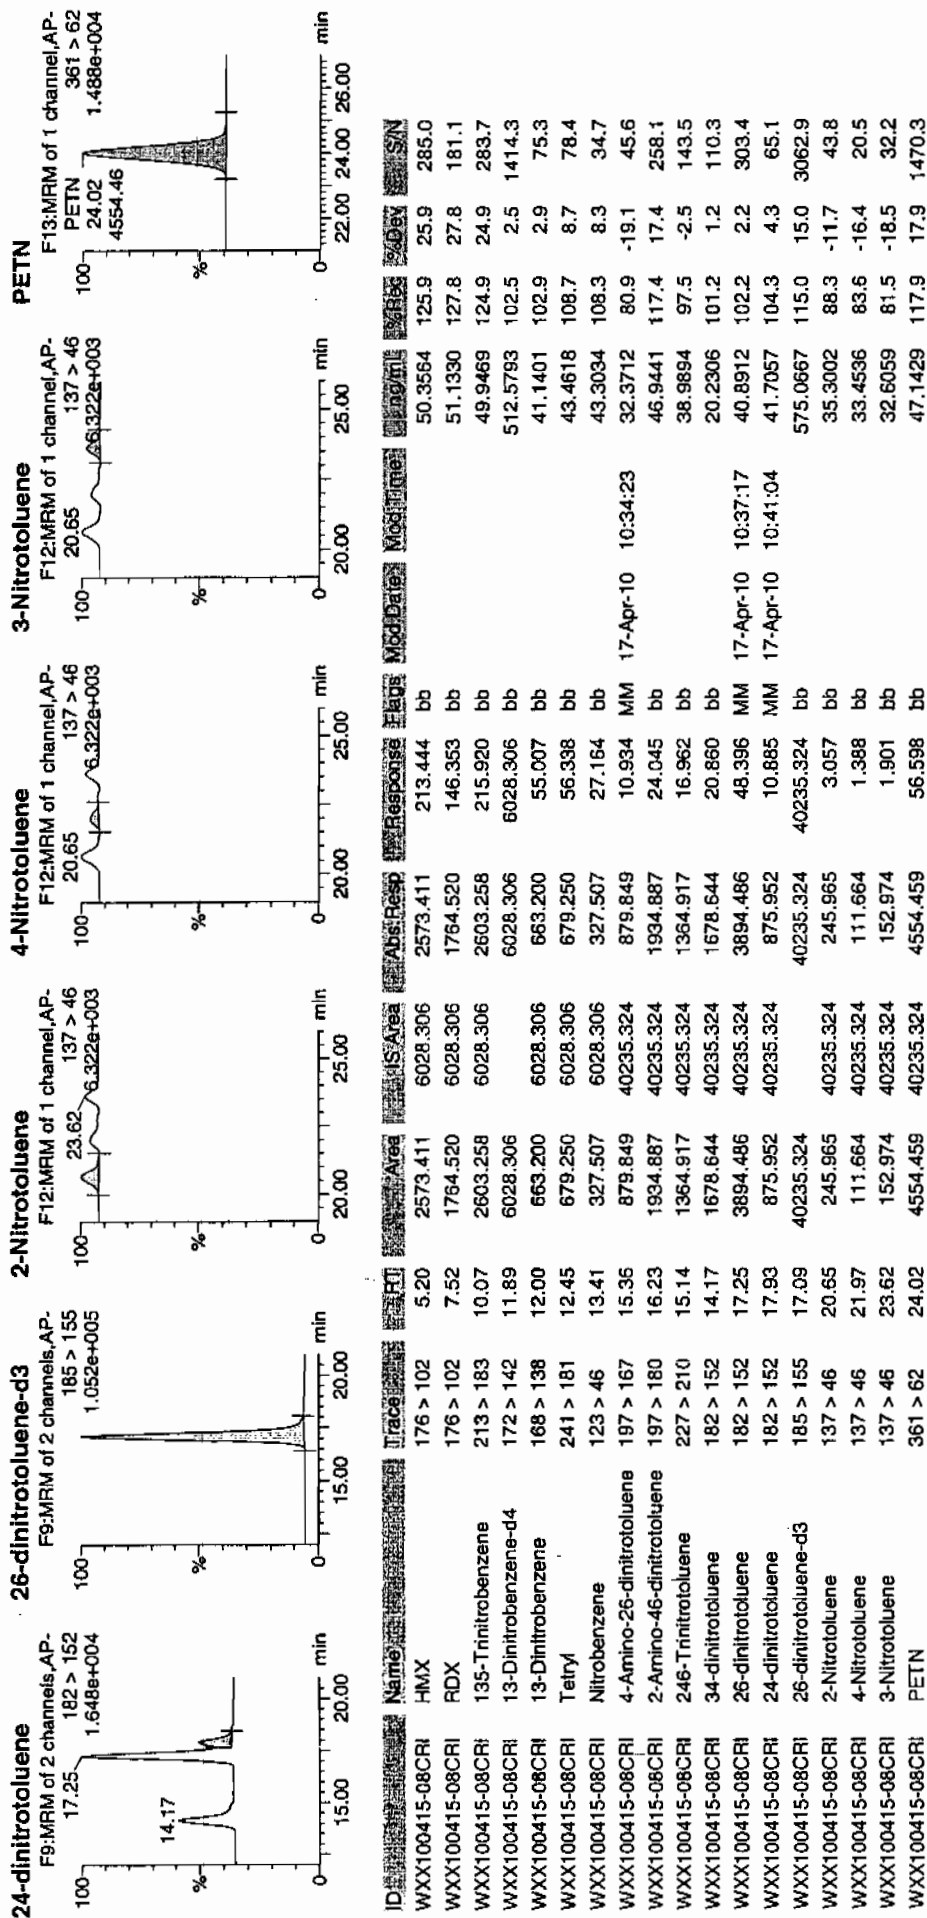 24-dinitrotoluene
F9:MRM of 2 channels,AP-
182 > 152
1.648e+004
17.25
14.17
100
%
0
15.00
20.00
min
26-dinitrotoluene-d3
F9:MRM of 2 channels,AP-
185 > 155
1.052e+005
100
%
0
15.00
20.00
min
2-Nitrotoluene
F12:MRM of 1 channel,AP-
137 > 46
6.322e+003
23.62
100
%
0
20.00
25.00
min
4-Nitrotoluene
F12:MRM of 1 channel,AP-
137 > 46
6.322e+003
20.65
100
%
0
20.00
25.00
min
3-Nitrotoluene
F12:MRM of 1 channel,AP-
137 > 46
6.322e+003
20.65
100
%
0
20.00
25.00
min
PETN
F13:MRM of 1 channel,AP-
361 > 62
1.488e+004
PETN
24.02
4554.46
100
%
0
22.00
24.00
26.00
min
ID Name Trace RT Area IS Area Abs.Resp Response Flags Mod.Date Mod.Time ng/ml %Rec %Dev S/N
WXX100415-08CRI HMX 176 > 102 5.20 2573.411 6028.306 2573.411 213.444 bb 50.3564 125.9 25.9 285.0
WXX100415-08CRI RDX 176 > 102 7.52 1764.520 6028.306 1764.520 146.353 bb 51.1330 127.8 27.8 181.1
WXX100415-08CRI 135-Trinitrobenzene 213 > 183 10.07 2603.258 6028.306 2603.258 215.920 bb 49.9469 124.9 24.9 283.7
WXX100415-08CRI 13-Dinitrobenzene-d4 172 > 142 11.89 6028.306 6028.306 6028.306 bb 512.5793 102.5 2.5 1414.3
WXX100415-08CRI 13-Dinitrobenzene 168 > 138 12.00 663.200 6028.306 663.200 55.007 bb 41.1401 102.9 2.9 75.3
WXX100415-08CRI Tetryl 241 > 181 12.45 679.250 6028.306 679.250 56.338 bb 43.4618 108.7 8.7 78.4
WXX100415-08CRI Nitrobenzene 123 > 46 13.41 327.507 6028.306 327.507 27.164 bb 43.3034 108.3 8.3 34.7
WXX100415-08CRI 4-Amino-26-dinitrotoluene 197 > 167 15.36 879.849 40235.324 879.849 10.934 MM 17-Apr-10 10:34:23 32.3712 80.9 -19.1 45.6
WXX100415-08CRI 2-Amino-46-dinitrotoluene 197 > 180 16.23 1934.887 40235.324 1934.887 24.045 bb 46.9441 117.4 17.4 258.1
WXX100415-08CRI 246-Trinitrotoluene 227 > 210 15.14 1364.917 40235.324 1364.917 16.962 bb 38.9894 97.5 -2.5 143.5
WXX100415-08CRI 34-dinitrotoluene 182 > 152 14.17 1678.644 40235.324 1678.644 20.860 bb 20.2306 101.2 1.2 110.3
WXX100415-08CRI 26-dinitrotoluene 182 > 152 17.25 3894.486 40235.324 3894.486 48.396 MM 17-Apr-10 10:37:17 40.8912 102.2 2.2 303.4
WXX100415-08CRI 24-dinitrotoluene 182 > 152 17.93 875.952 40235.324 875.952 10.885 MM 17-Apr-10 10:41:04 41.7057 104.3 4.3 65.1
WXX100415-08CRI 26-dinitrotoluene-d3 185 > 155 17.09 40235.324 40235.324 40235.324 bb 575.0667 115.0 15.0 3062.9
WXX100415-08CRI 2-Nitrotoluene 137 > 46 20.65 245.965 40235.324 245.965 3.057 bb 35.3002 88.3 -11.7 43.8
WXX100415-08CRI 4-Nitrotoluene 137 > 46 21.97 111.664 40235.324 111.664 1.388 bb 33.4536 83.6 -16.4 20.5
WXX100415-08CRI 3-Nitrotoluene 137 > 46 23.62 152.974 40235.324 152.974 1.901 bb 32.6059 81.5 -18.5 32.2
WXX100415-08CRI PETN 361 > 62 24.02 4554.459 40235.324 4554.459 56.598 bb 47.1429 117.9 17.9 1470.3